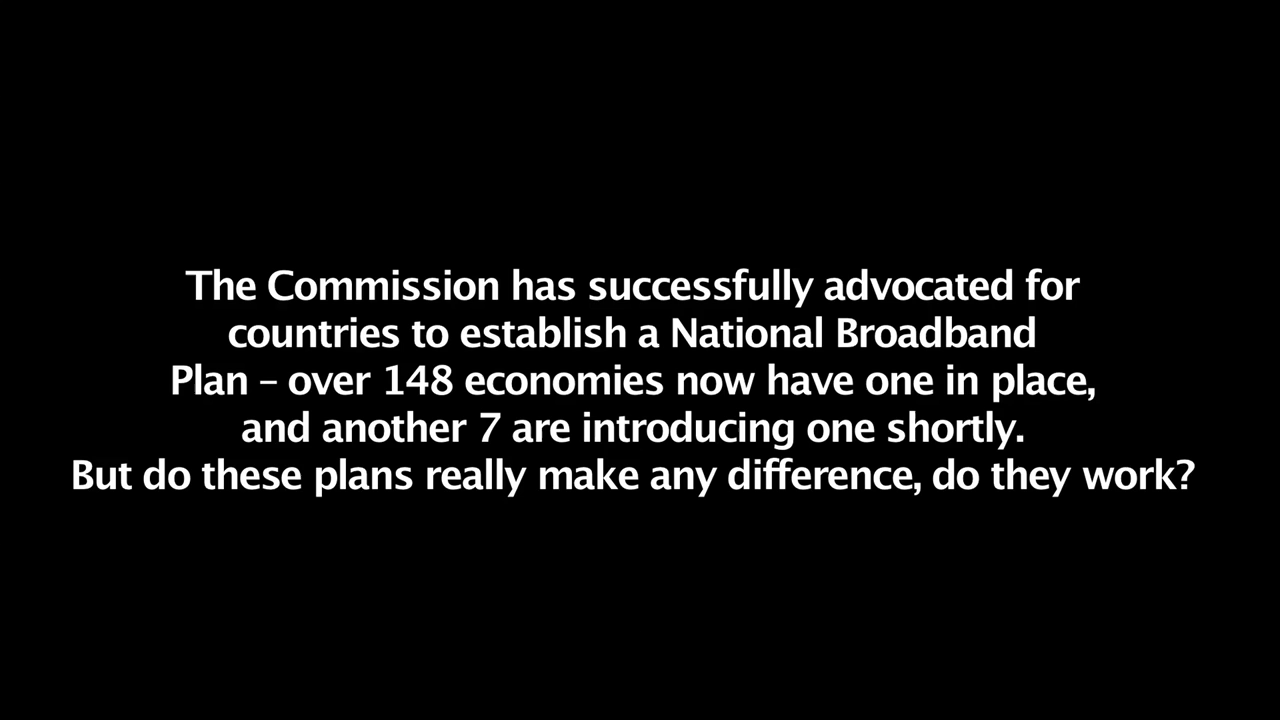 The Commission has successfully advocated for
countries to establish a National Broadband
Plan – over 148 economies now have one in place,
and another 7 are introducing one shortly.
But do these plans really make any difference, do they work?